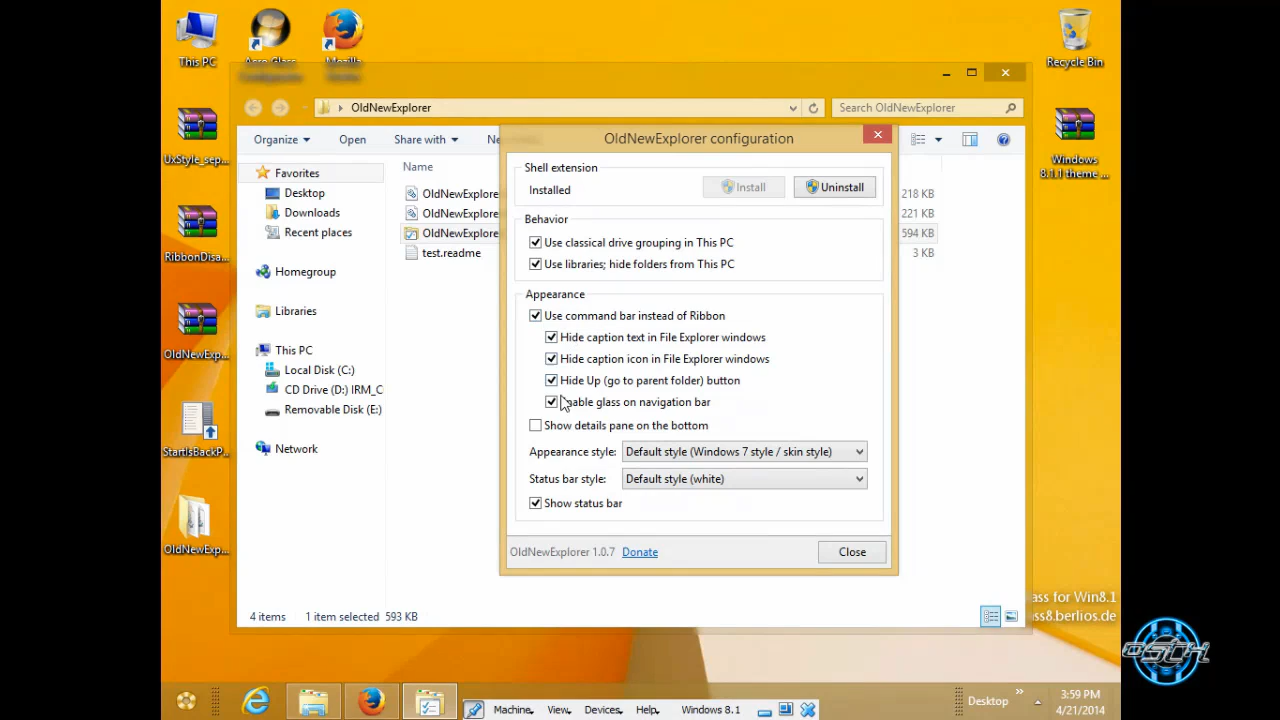 This PC
Recycle Bin
OldNewExplorer
Search OldNewExplorer
Organize
Open
Share with
OldNewExplorer configuration
UxStyle_sep...
Windows
8.1.1 theme ...
Name
Favorites
Desktop
Downloads
Recent places
Homegroup
Libraries
This PC
Local Disk (C:)
CD Drive (D:) IRM_C
Removable Disk (E:)
Network
OldNewExplore
218 KB
OldNewExplore
221 KB
OldNewExplore
594 KB
test.readme
3 KB
Shell extension
Installed
Install
Uninstall
Behavior
Use classical drive grouping in This PC
Use libraries; hide folders from This PC
Appearance
Use command bar instead of Ribbon
Hide caption text in File Explorer windows
Hide caption icon in File Explorer windows
Hide Up (go to parent folder) button
nable glass on navigation bar
Show details pane on the bottom
Appearance style:
Default style (Windows 7 style / skin style)
Status bar style:
Default style (white)
Show status bar
OldNewExplorer 1.0.7
Donate
Close
RibbonDisa...
OldNewExp...
StartIsBackP...
OldNewExp...
4 items
1 item selected
593 KB
ass for Win8.1
ss8.berlios.de
Machine
View
Devices
Help
Windows 8.1
Desktop
3:59 PM
4/21/2014